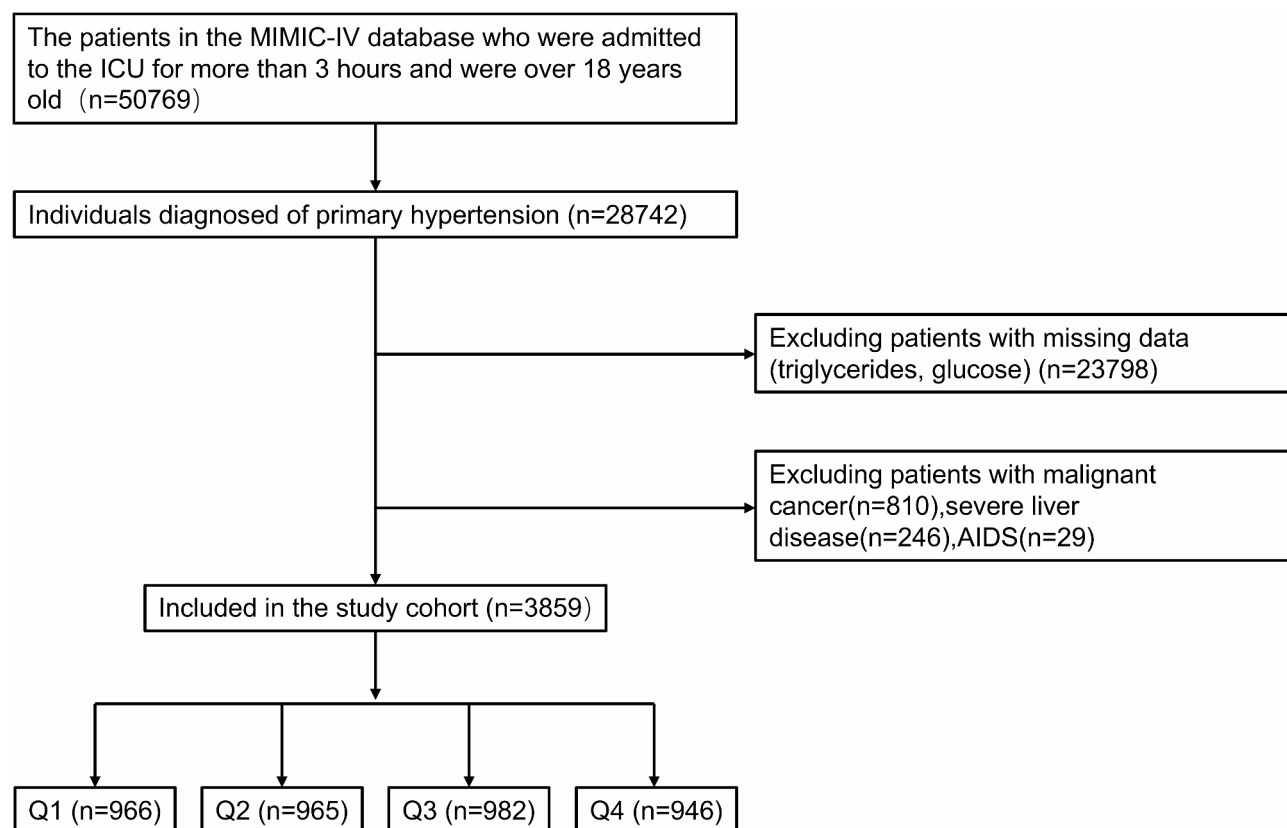 The patients in the MIMIC-IV database who were admitted
to the ICU for more than 3 hours and were over 18 years
old（n=50769)
Individuals diagnosed of primary hypertension (n=28742)
Excluding patients with missing data
(triglycerides, glucose) (n=23798)
Excluding patients with malignant
cancer(n=810),severe liver
disease(n=246),AIDS(n=29)
Included in the study cohort (n=3859）
Q1 (n=966)
Q2 (n=965)
Q3 (n=982)
Q4 (n=946)